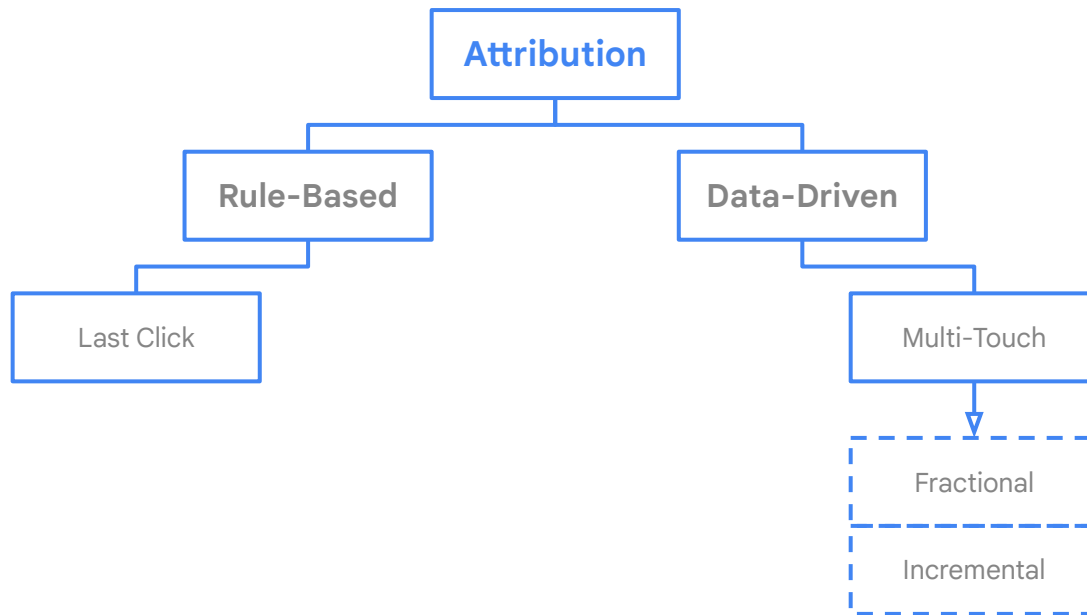 Attribution
Rule-Based
Data-Driven
Last Click
Multi-Touch
Fractional
Incremental